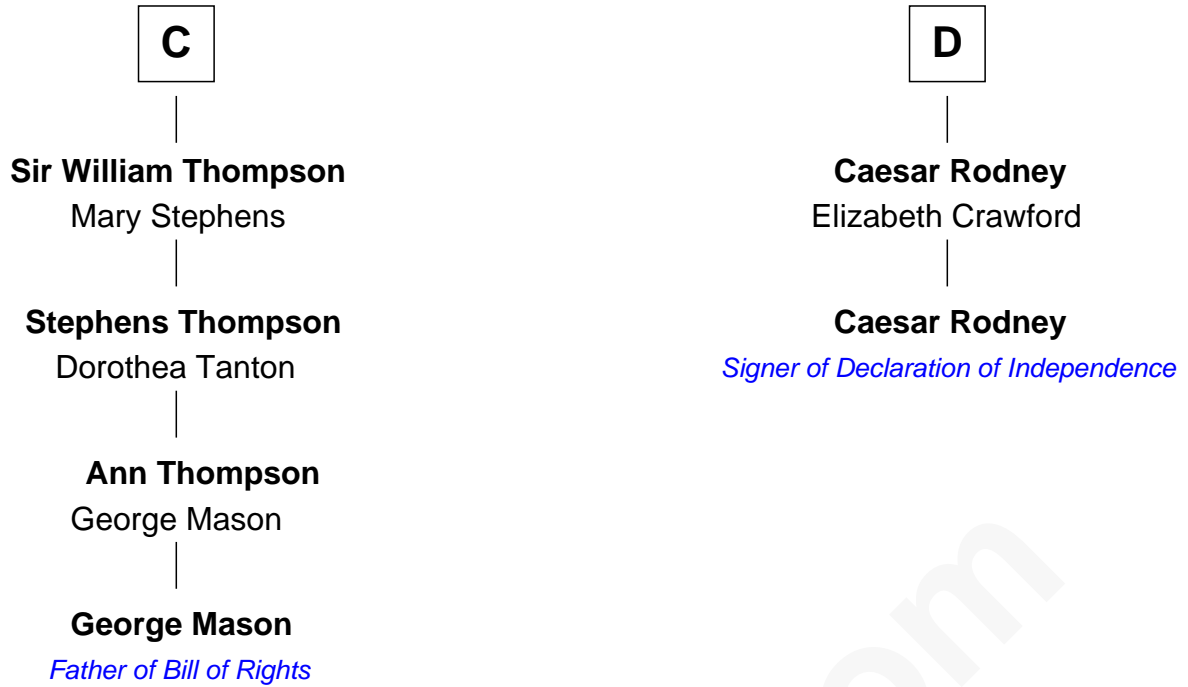 C
Sir William Thompson
Mary Stephens
Stephens Thompson
Dorothea Tanton
Ann Thompson
George Mason
George Mason
Father of Bill of Rights
D
Caesar Rodney
Elizabeth Crawford
Caesar Rodney
Signer of Declaration of Independence
om